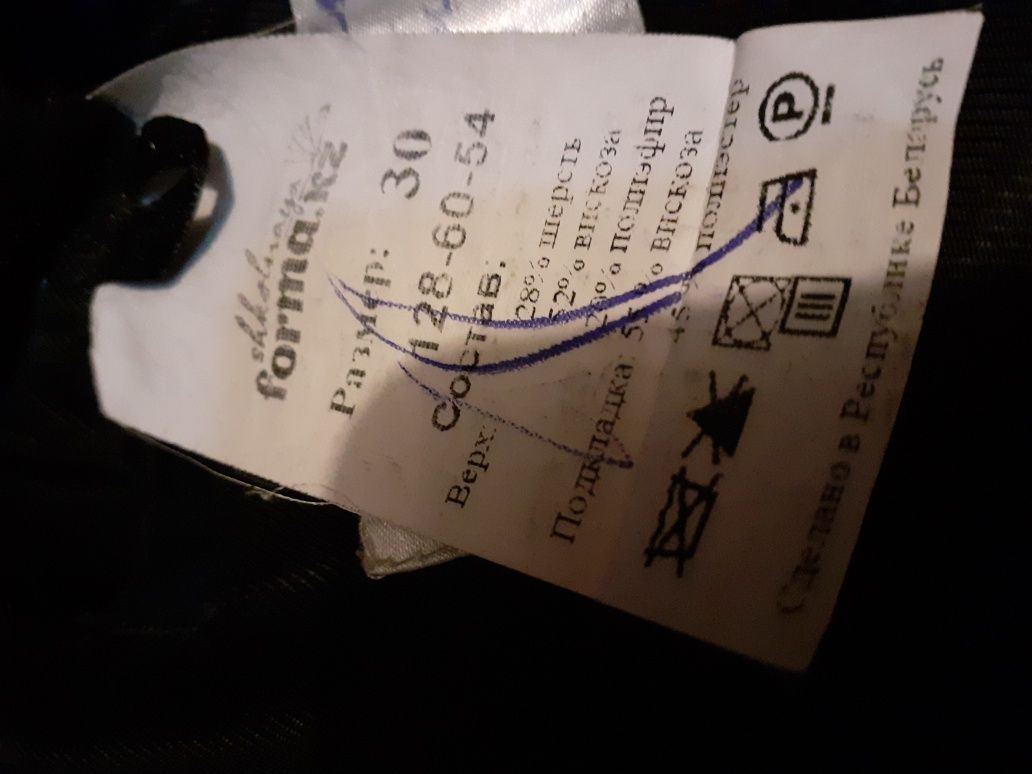 shkolnaya
forma.kz
Размер: 30
128-60-54
Состав:
Верх: 28% шерсть
52% вискоза
20% полиэфир
Подкладка: 55% вискоза
45% полиэстер
P
Сделано в Республике Беларусь